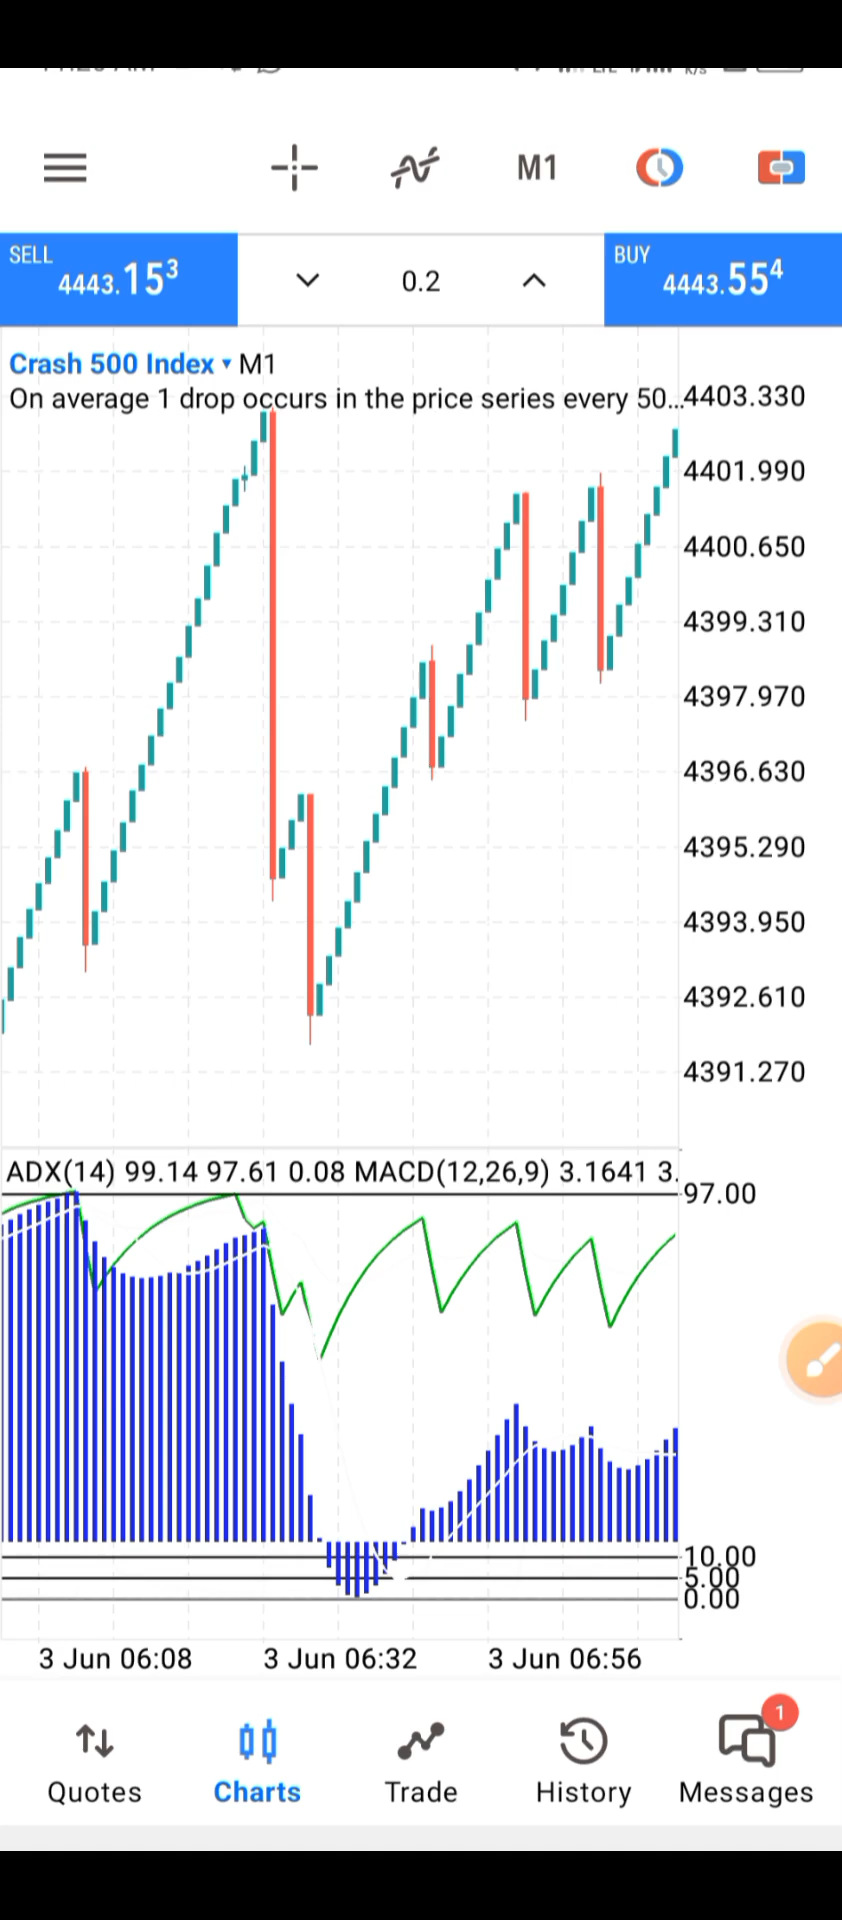 M1
SELL
4443.153
0.2
BUY
4443.554
Crash 500 Index ▾ M1
On average 1 drop occurs in the price series every 50...
4403.330
4401.990
4400.650
4399.310
4397.970
4396.630
4395.290
4393.950
4392.610
4391.270
ADX(14) 99.14 97.61 0.08 MACD(12,26,9) 3.1641 3.
97.00
10.00
5.00
0.00
3 Jun 06:08 3 Jun 06:32 3 Jun 06:56
1
Quotes Charts Trade History Messages